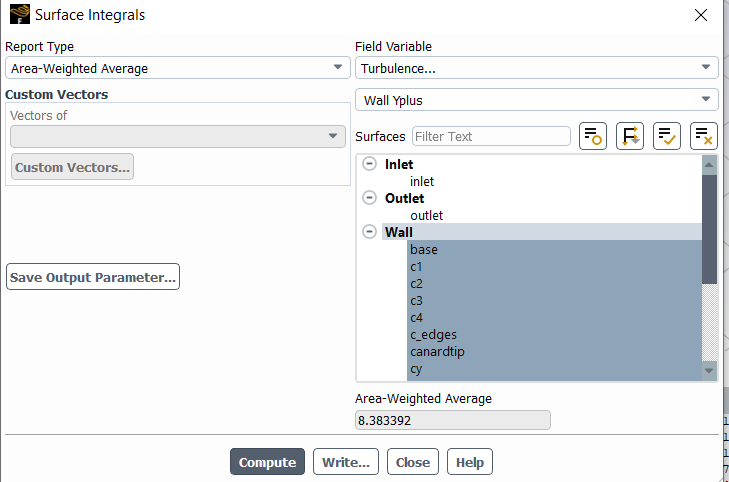 Surface Integrals
Report Type
Area-Weighted Average
Custom Vectors
Vectors of
Custom Vectors...
Save Output Parameter...
Field Variable
Turbulence...
Wall Yplus
Surfaces Filter Text
Inlet
inlet
Outlet
outlet
Wall
base
c1
c2
c3
c4
c_edges
canardtip
cy
Area-Weighted Average
8.383392
Compute Write... Close Help